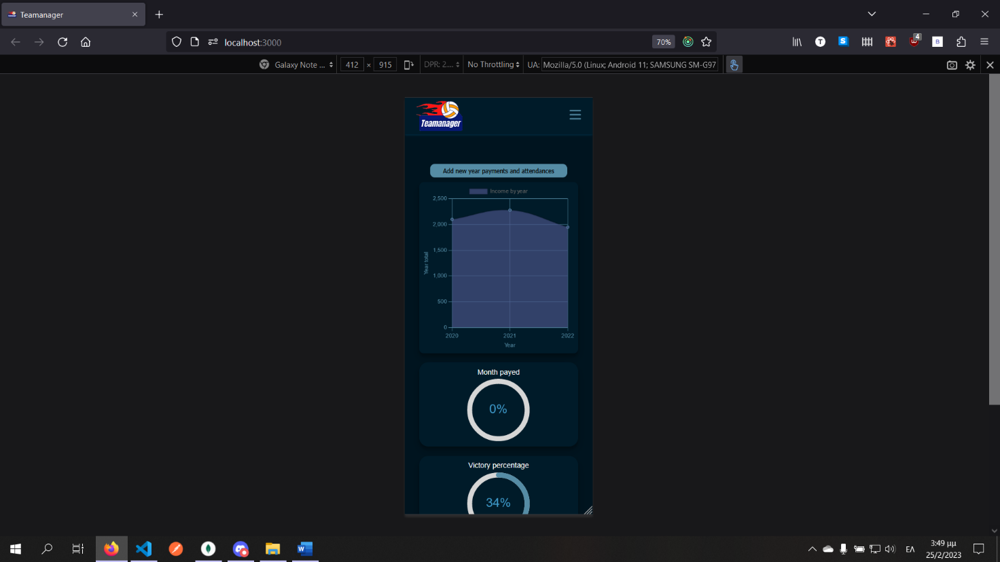 Teamanager
localhost:3000
70%
4
Galaxy Note ...
412 × 915
DPR: 2....
No Throttling
UA: Mozilla/5.0 (Linux; Android 11; SAMSUNG SM-G97
Teamanager
Add new year payments and attendances
Income by year
2,500
2,000
1,500
1,000
500
0
Year total
2020 2021 2022
Year
Month payed
0%
Victory percentage
34%
ΕΛ
3:49 μμ
25/2/2023